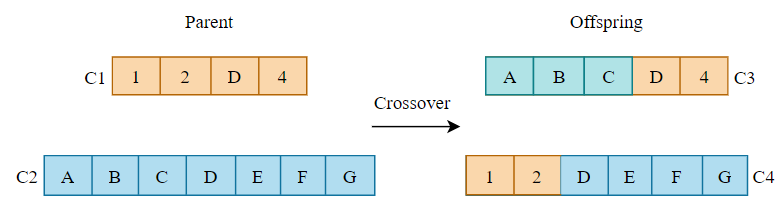 Parent Offspring
C1 1 2 D 4 A B C D 4 C3
Crossover
C2 A B C D E F G 1 2 D E F G C4